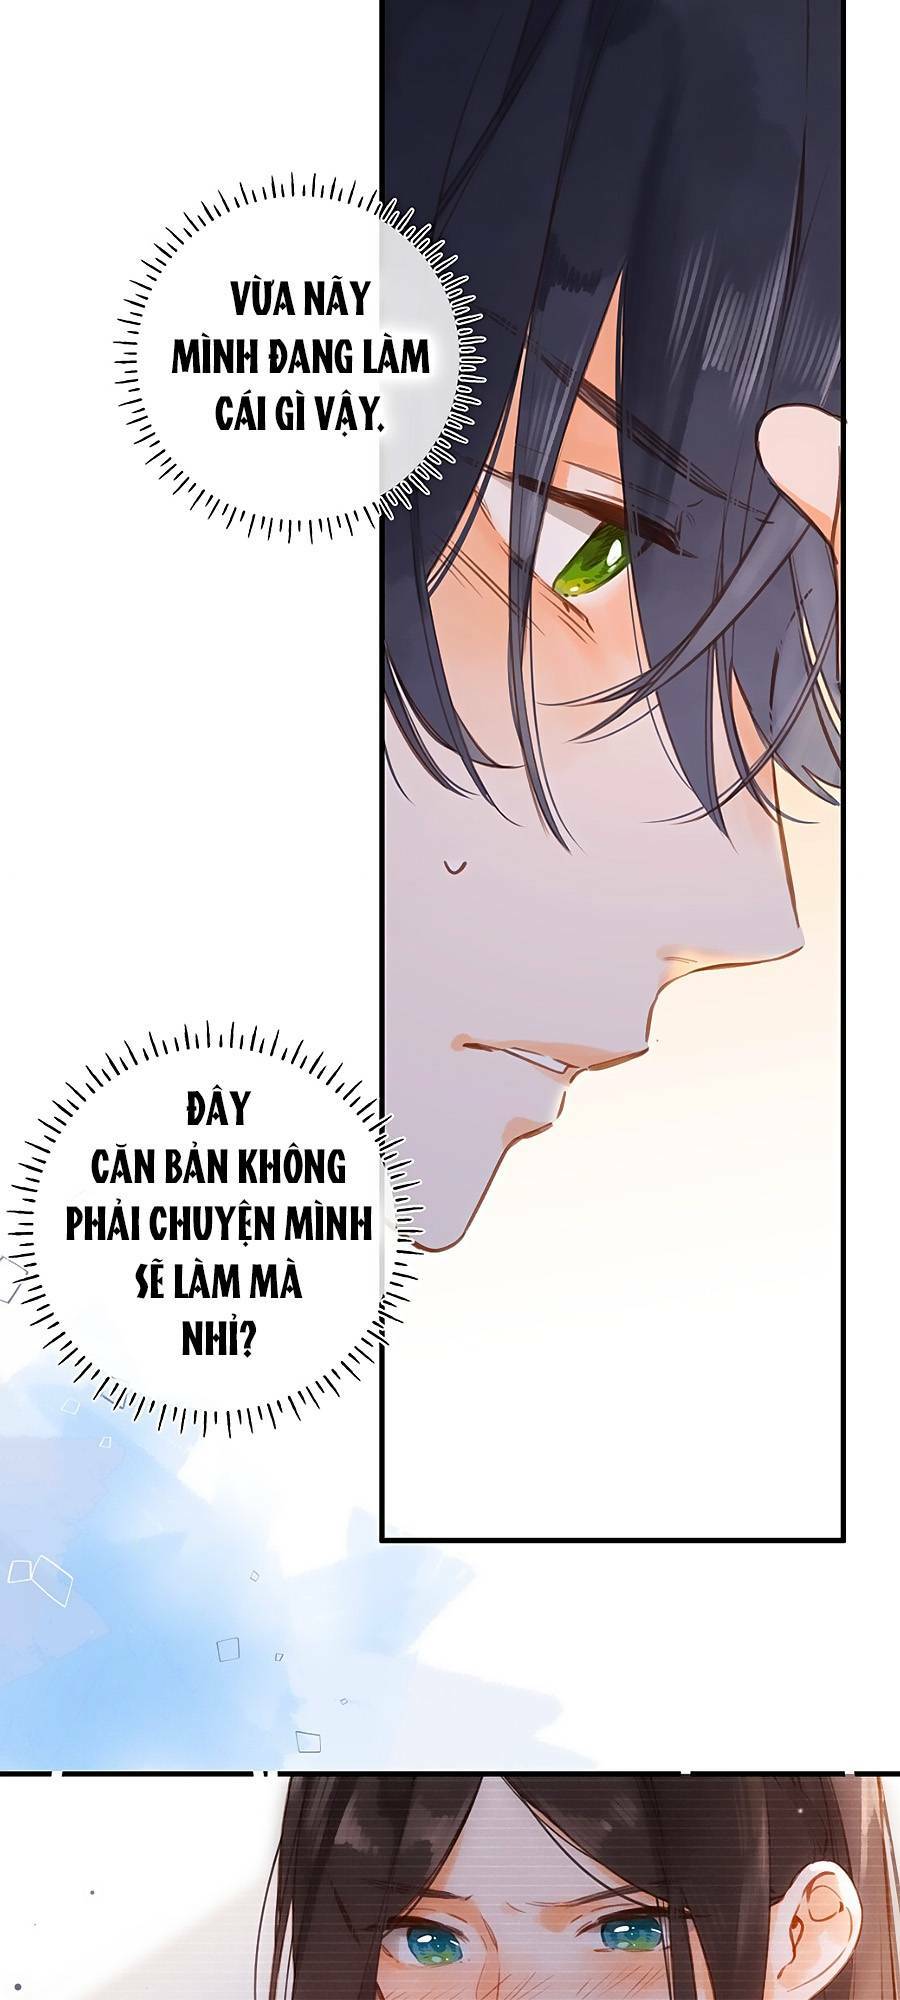 VỪA NÃY
MÌNH ĐANG LÀM
CÁI GÌ VẬY.
ĐÂY
CĂN BẢN KHÔNG
PHẢI CHUYỆN MÌNH
SẼ LÀM MÀ
NHỈ?